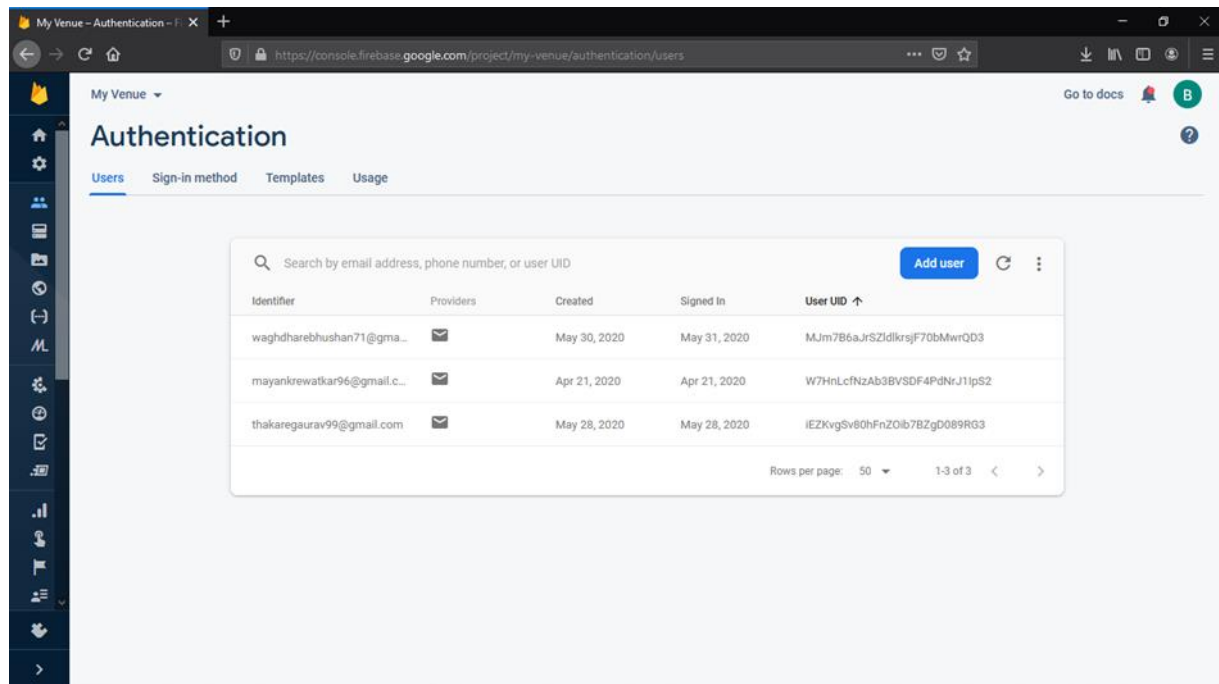 My Venue – Authentication – F
https://console.firebase.google.com/project/my-venue/authentication/users
My Venue
Go to docs
B
Authentication
Users Sign-in method Templates Usage
Search by email address, phone number, or user UID
Add user
Identifier Providers Created Signed In User UID
waghdharebhushan71@gma... May 30, 2020 May 31, 2020 MJm7B6aJrSZldlkrsjF70bMwrQD3
mayankrewatkar96@gmail.c... Apr 21, 2020 Apr 21, 2020 W7HnLcfNzAb3BVSDF4PdNrJ1IpS2
thakaregaurav99@gmail.com May 28, 2020 May 28, 2020 iEZKvgSv80hFnZOib7BZgD089RG3
Rows per page: 50 1-3 of 3